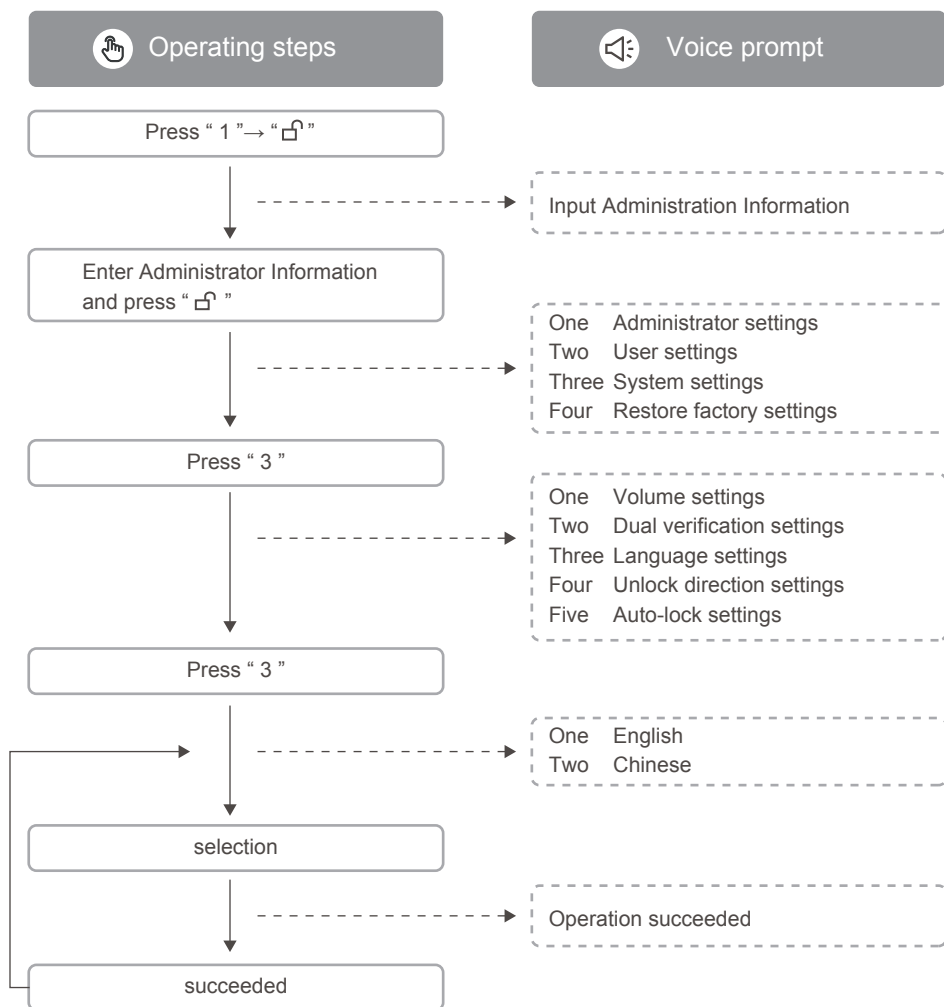 Operating steps
Voice prompt
Press “ 1 ”→ “ ”
Input Administration Information
Enter Administrator Information
and press “ ”
One Administrator settings
Two User settings
Three System settings
Four Restore factory settings
Press “ 3 ”
One Volume settings
Two Dual verification settings
Three Language settings
Four Unlock direction settings
Five Auto-lock settings
Press “ 3 ”
One English
Two Chinese
selection
Operation succeeded
succeeded